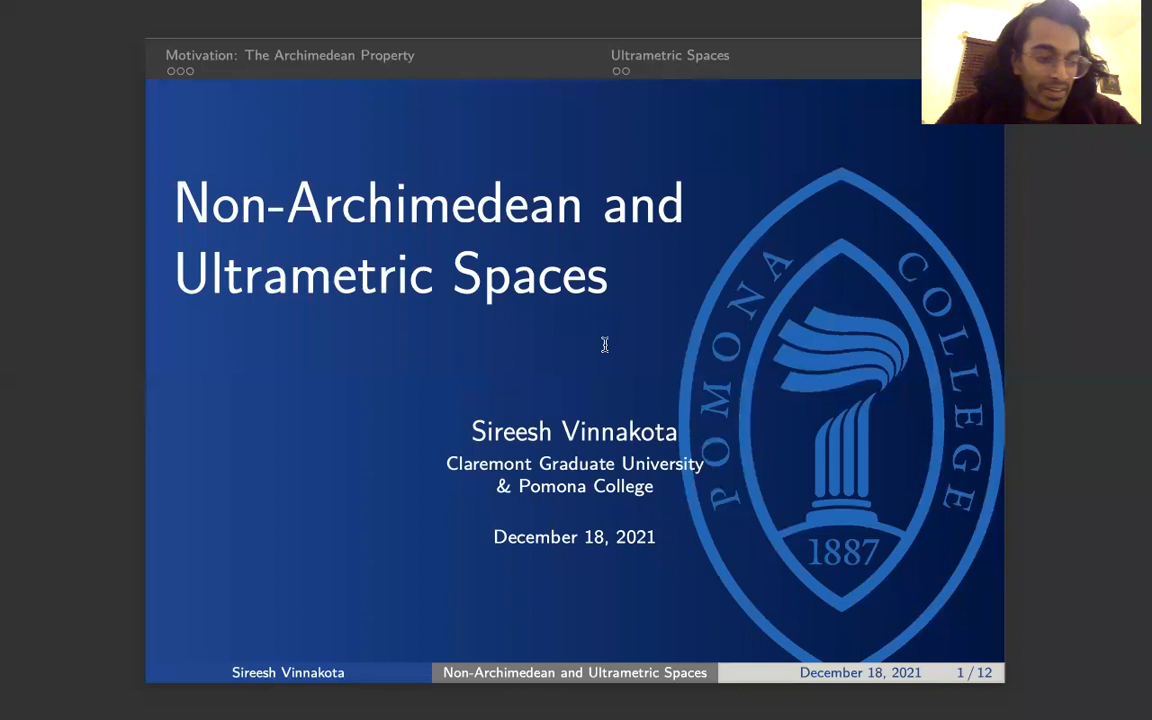 Motivation: The Archimedean Property
Ultrametric Spaces
Non-Archimedean and
Ultrametric Spaces
Sireesh Vinnakota
Claremont Graduate University
& Pomona College
December 18, 2021
POMONA COLLEGE
1887
Sireesh Vinnakota
Non-Archimedean and Ultrametric Spaces
December 18, 2021
1 / 12